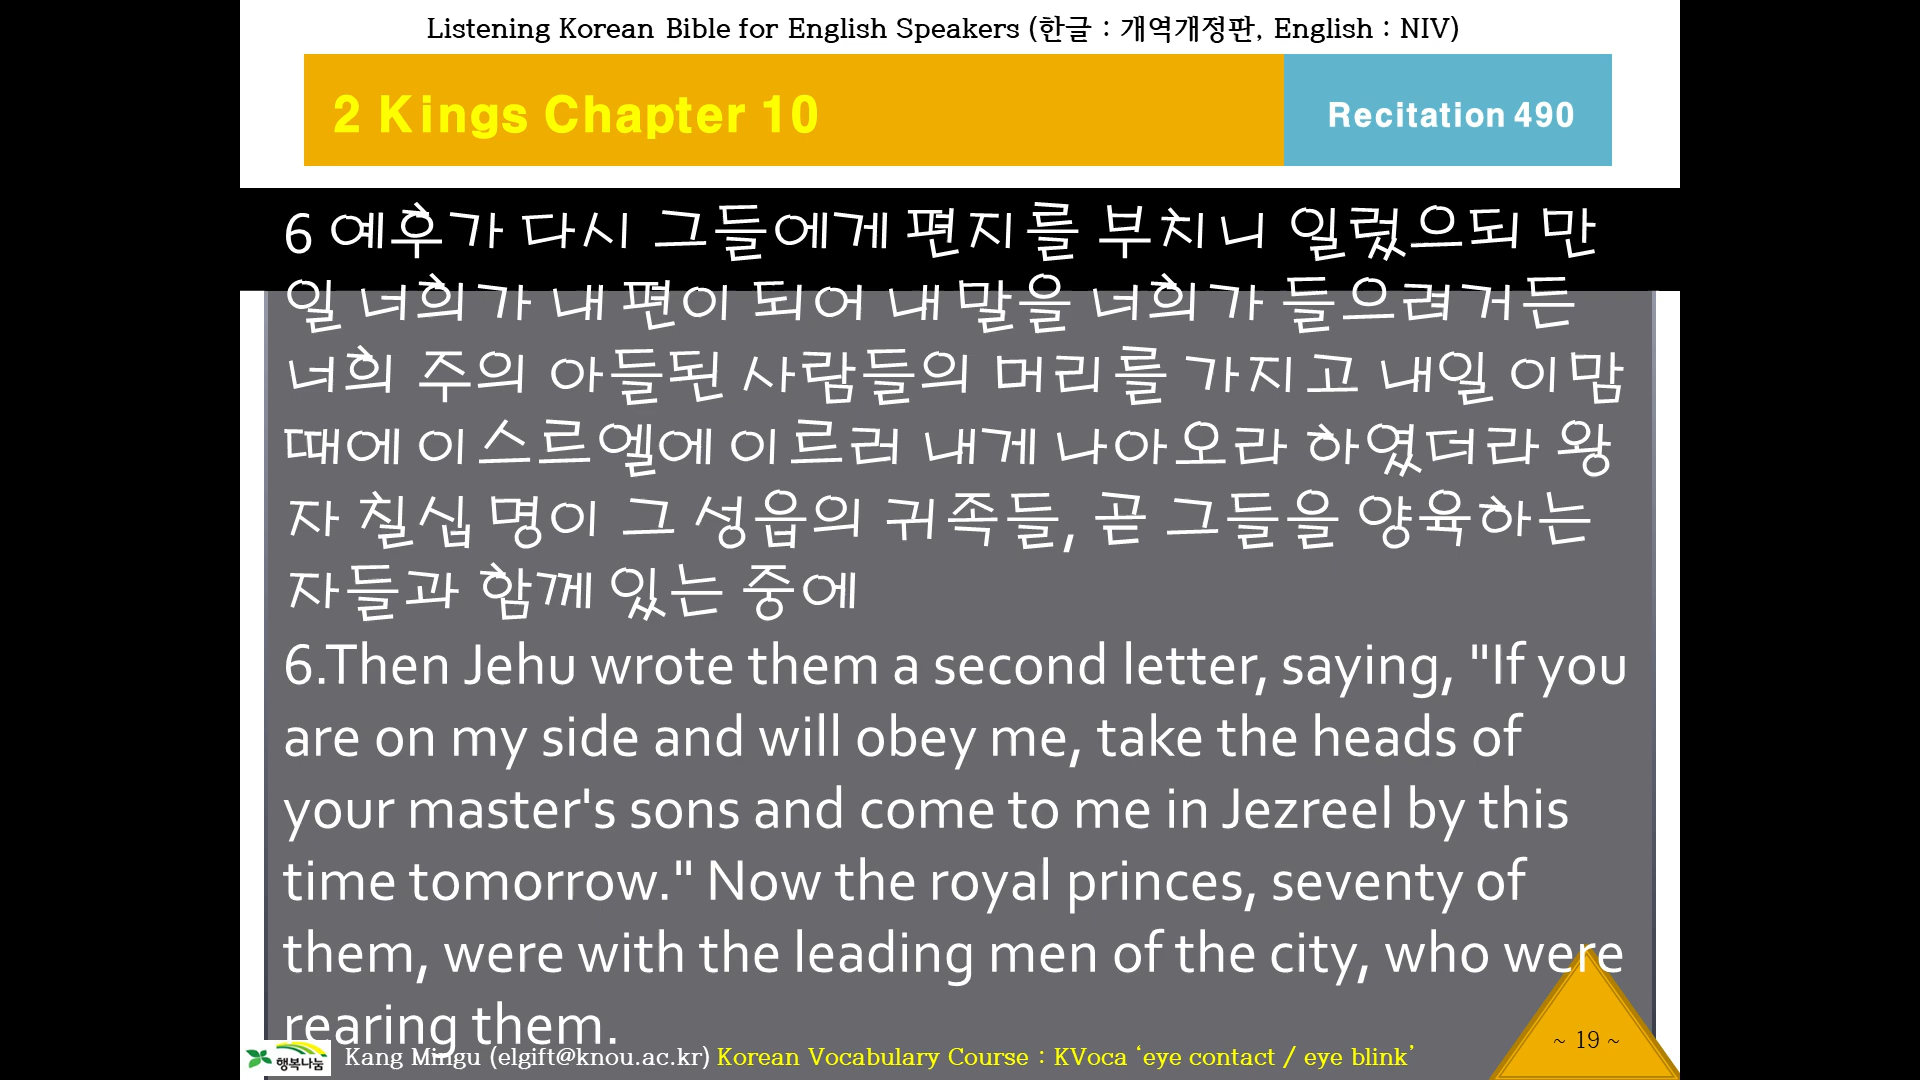 Listening Korean Bible for English Speakers (한글 : 개역개정판, English : NIV)
2 Kings Chapter 10
Recitation 490
6 예후가 다시 그들에게 편지를 부치니 일렀으되 만
일 너희가 내 편이 되어 내 말을 너희가 들으려거든
너희 주의 아들된 사람들의 머리를 가지고 내일 이맘
때에 이스르엘에 이르러 내게 나아오라 하였더라 왕
자 칠십 명이 그 성읍의 귀족들, 곧 그들을 양육하는
자들과 함께 있는 중에
6.Then Jehu wrote them a second letter, saying, "If you
are on my side and will obey me, take the heads of
your master's sons and come to me in Jezreel by this
time tomorrow." Now the royal princes, seventy of
them, were with the leading men of the city, who were
rearing them.
~ 19 ~
행복나눔
Kang Mingu (elgift@knou.ac.kr) Korean Vocabulary Course : KVoca ‘eye contact / eye blink’